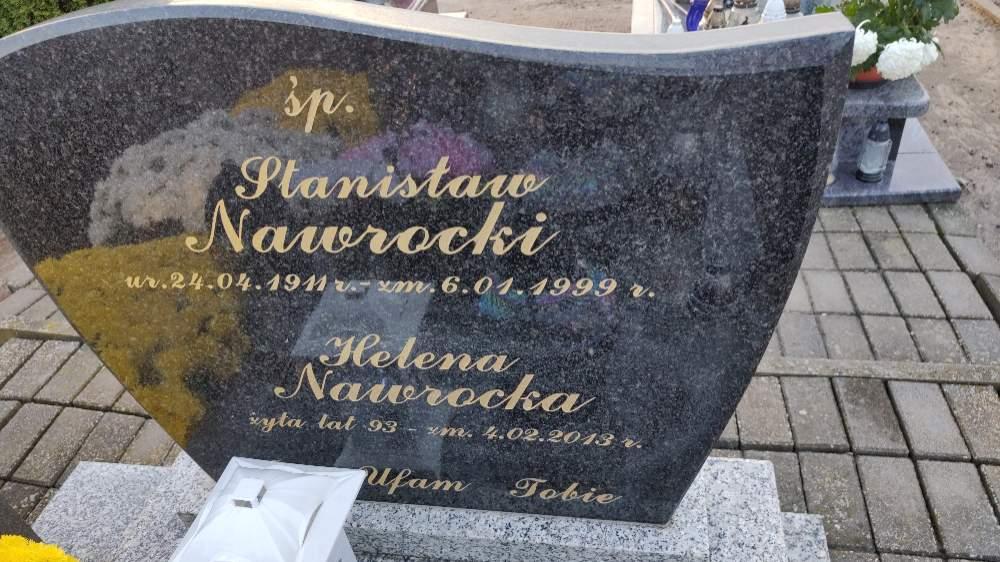 śp.
Stanisław
Nawrocki
ur. 24.04.1911 r. - zm. 6.01.1999 r.
Helena
Nawrocka
żyła lat 93 - zm. 4.02.2013 r.
Ufam Tobie